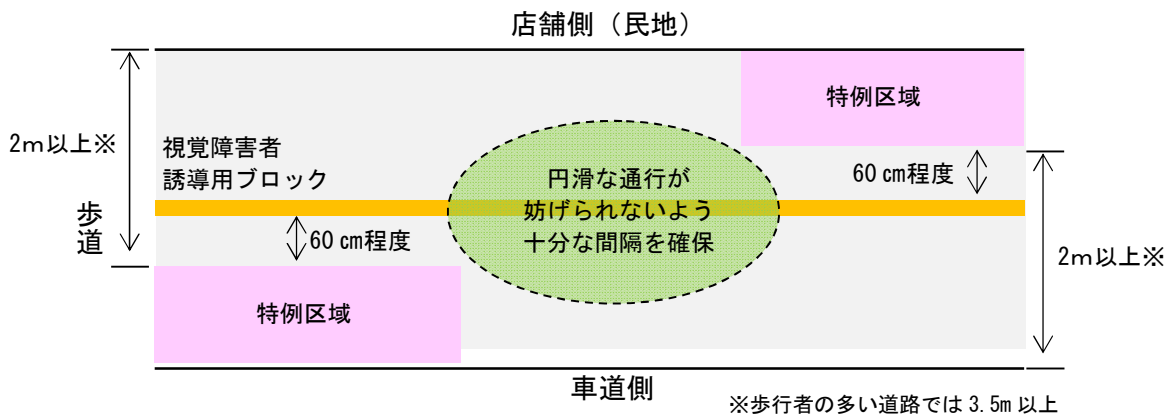 店舗側（民地）
特例区域
2ｍ以上※
視覚障害者
誘導用ブロック
円滑な通行が
妨げられないよう
十分な間隔を確保
60 ㎝程度
歩道
60 ㎝程度
2ｍ以上※
特例区域
車道側
※歩行者の多い道路では 3.5m 以上